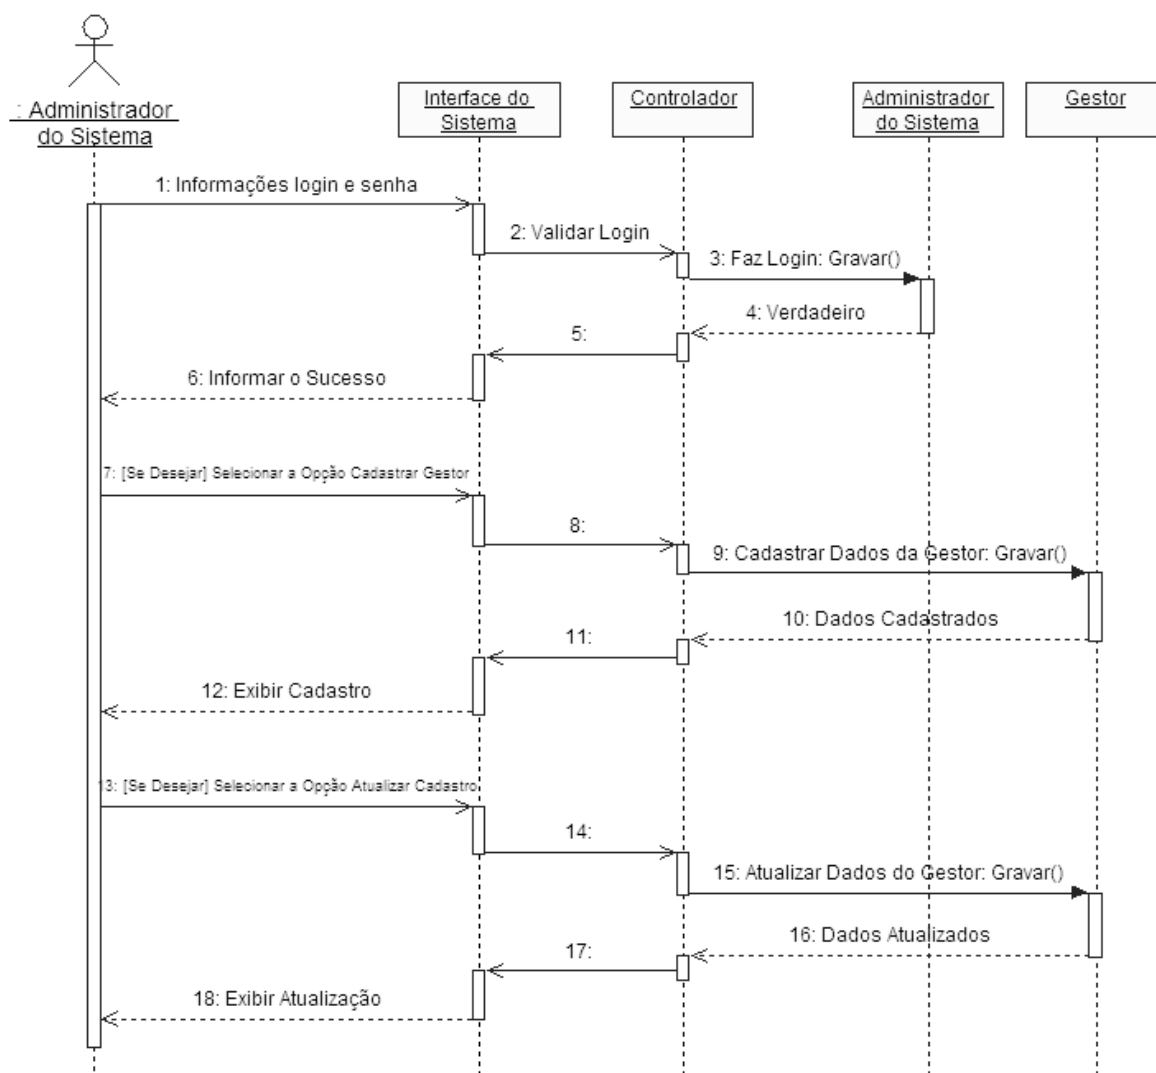 : Administrador
do Sistema
Interface do
Sistema
Controlador
Administrador
do Sistema
Gestor
1: Informações login e senha
2: Validar Login
3: Faz Login: Gravar()
4: Verdadeiro
5:
6: Informar o Sucesso
7: [Se Desejar] Selecionar a Opção Cadastrar Gestor
8:
9: Cadastrar Dados da Gestor: Gravar()
10: Dados Cadastrados
11:
12: Exibir Cadastro
13: [Se Desejar] Selecionar a Opção Atualizar Cadastro
14:
15: Atualizar Dados do Gestor: Gravar()
16: Dados Atualizados
17:
18: Exibir Atualização